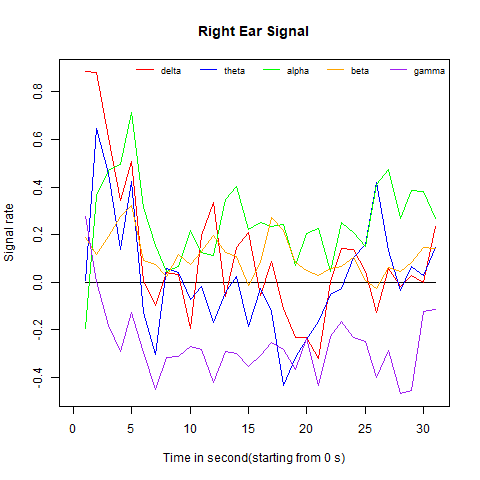 Right Ear Signal
delta theta alpha beta gamma
Signal rate
0.8
0.6
0.4
0.2
0.0
-0.2
-0.4
0 5 10 15 20 25 30
Time in second(starting from 0 s)